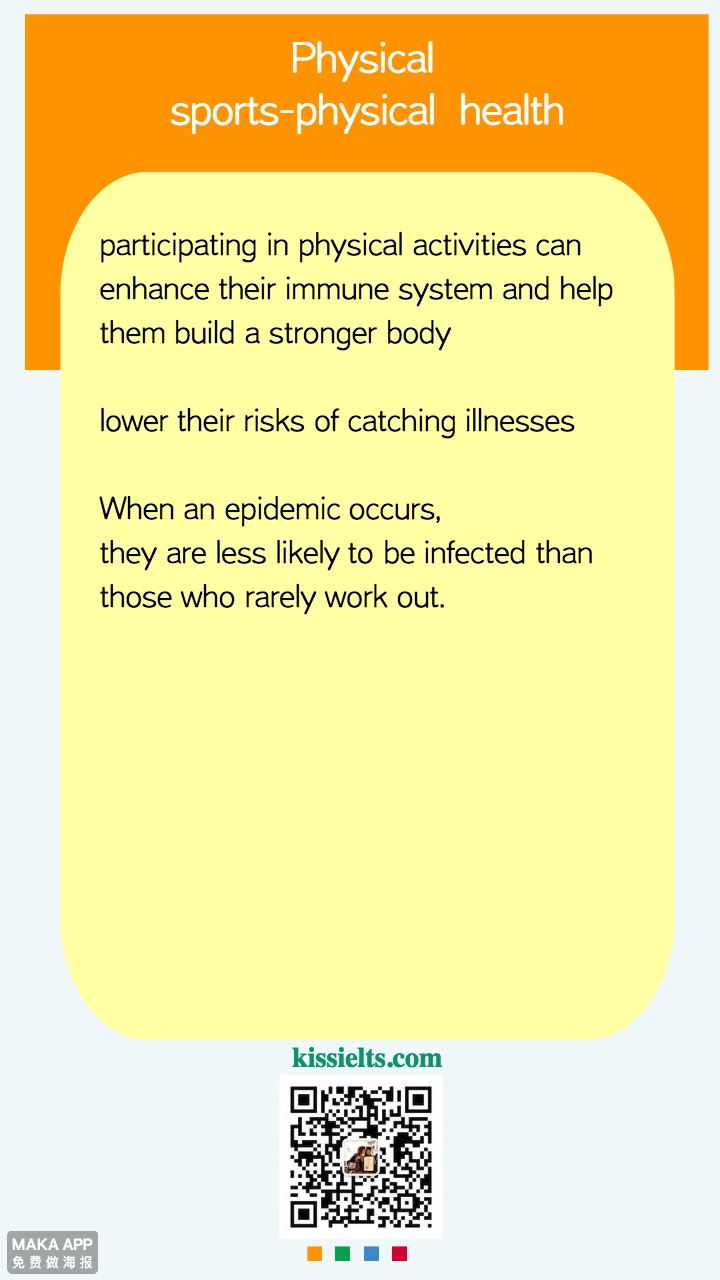 Physical
sports-physical health
participating in physical activities can
enhance their immune system and help
them build a stronger body
lower their risks of catching illnesses
When an epidemic occurs,
they are less likely to be infected than
those who rarely work out.
kissielts.com
MAKA APP
免费做海报